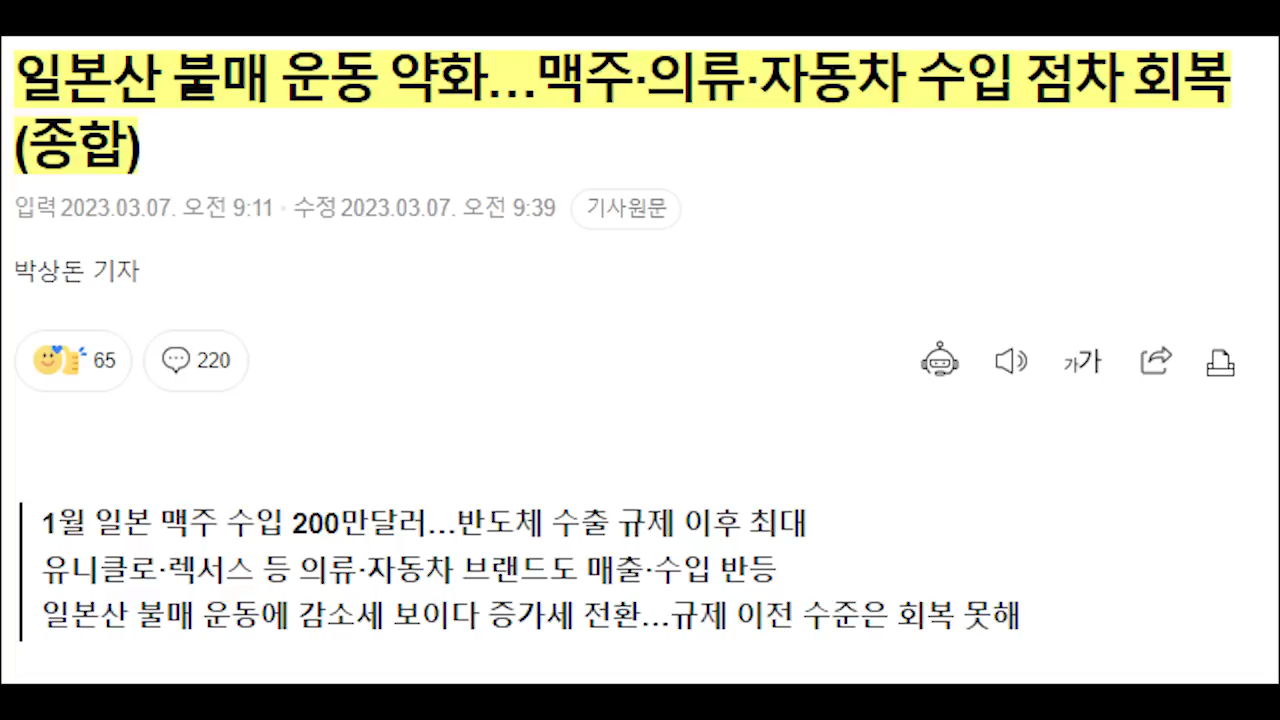 일본산 불매 운동 약화…맥주·의류·자동차 수입 점차 회복
(종합)
입력 2023.03.07. 오전 9:11 · 수정 2023.03.07. 오전 9:39 기사원문
박상돈 기자
65 220 가가
1월 일본 맥주 수입 200만달러…반도체 수출 규제 이후 최대
유니클로·렉서스 등 의류·자동차 브랜드도 매출·수입 반등
일본산 불매 운동에 감소세 보이다 증가세 전환…규제 이전 수준은 회복 못해